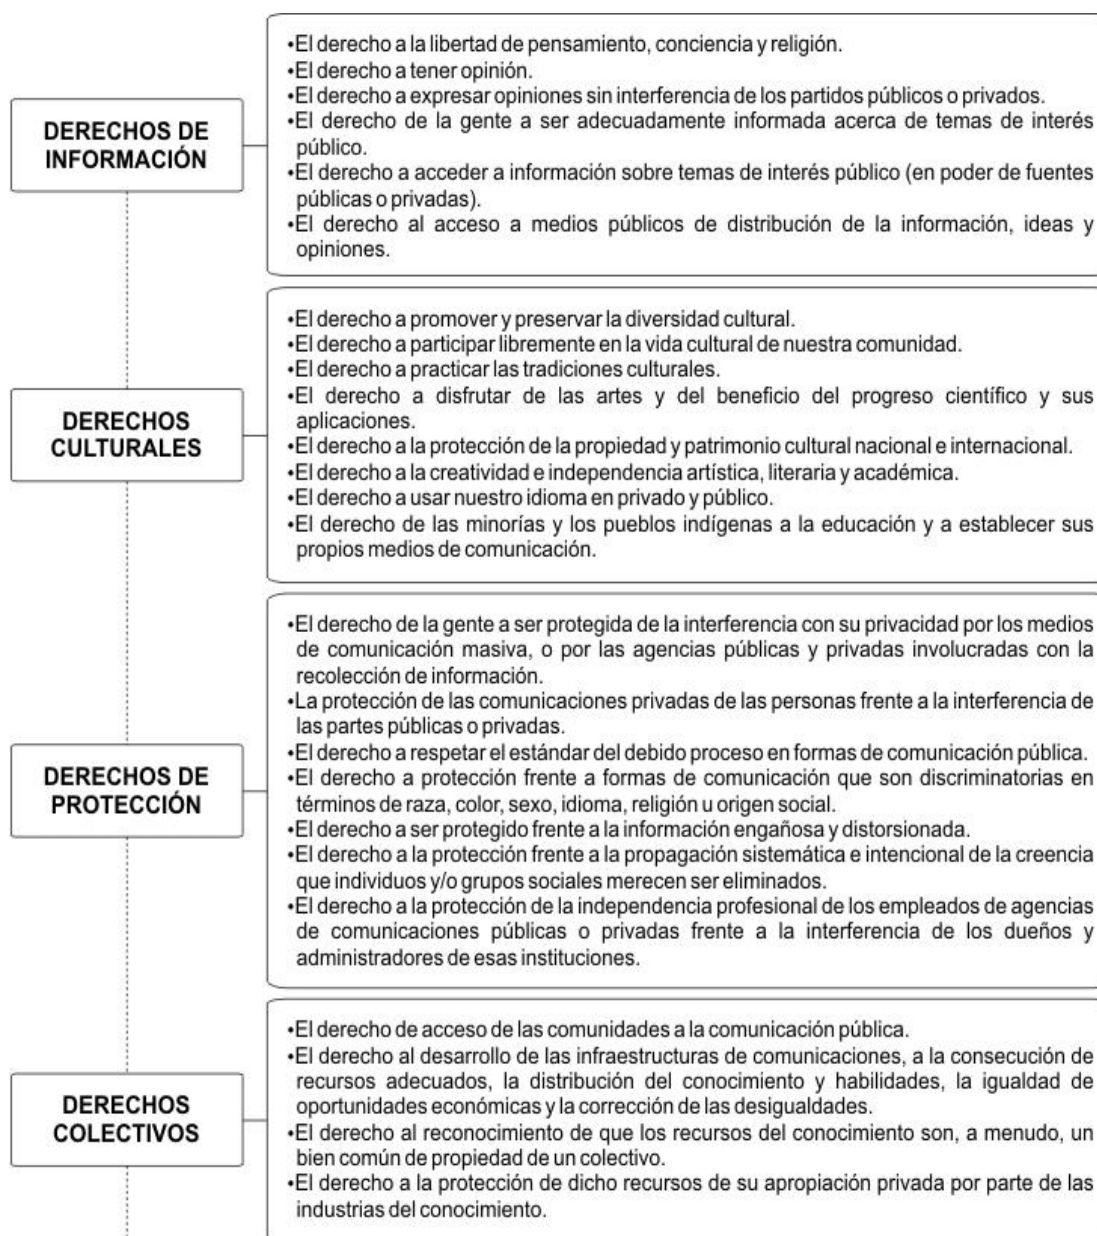 DERECHOS DE
INFORMACIÓN
•El derecho a la libertad de pensamiento, conciencia y religión.
•El derecho a tener opinión.
•El derecho a expresar opiniones sin interferencia de los partidos públicos o privados.
•El derecho de la gente a ser adecuadamente informada acerca de temas de interés
público.
•El derecho a acceder a información sobre temas de interés público (en poder de fuentes
públicas o privadas).
•El derecho al acceso a medios públicos de distribución de la información, ideas y
opiniones.
DERECHOS
CULTURALES
•El derecho a promover y preservar la diversidad cultural.
•El derecho a participar libremente en la vida cultural de nuestra comunidad.
•El derecho a practicar las tradiciones culturales.
•El derecho a disfrutar de las artes y del beneficio del progreso científico y sus
aplicaciones.
•El derecho a la protección de la propiedad y patrimonio cultural nacional e internacional.
•El derecho a la creatividad e independencia artística, literaria y académica.
•El derecho a usar nuestro idioma en privado y público.
•El derecho de las minorías y los pueblos indígenas a la educación y a establecer sus
propios medios de comunicación.
DERECHOS DE
PROTECCIÓN
•El derecho de la gente a ser protegida de la interferencia con su privacidad por los medios
de comunicación masiva, o por las agencias públicas y privadas involucradas con la
recolección de información.
•La protección de las comunicaciones privadas de las personas frente a la interferencia de
las partes públicas o privadas.
•El derecho a respetar el estándar del debido proceso en formas de comunicación pública.
•El derecho a protección frente a formas de comunicación que son discriminatorias en
términos de raza, color, sexo, idioma, religión u origen social.
•El derecho a ser protegido frente a la información engañosa y distorsionada.
•El derecho a la protección frente a la propagación sistemática e intencional de la creencia
que individuos y/o grupos sociales merecen ser eliminados.
•El derecho a la protección de la independencia profesional de los empleados de agencias
de comunicaciones públicas o privadas frente a la interferencia de los dueños y
administradores de esas instituciones.
DERECHOS
COLECTIVOS
•El derecho de acceso de las comunidades a la comunicación pública.
•El derecho al desarrollo de las infraestructuras de comunicaciones, a la consecución de
recursos adecuados, la distribución del conocimiento y habilidades, la igualdad de
oportunidades económicas y la corrección de las desigualdades.
•El derecho al reconocimiento de que los recursos del conocimiento son, a menudo, un
bien común de propiedad de un colectivo.
•El derecho a la protección de dicho recursos de su apropiación privada por parte de las
industrias del conocimiento.